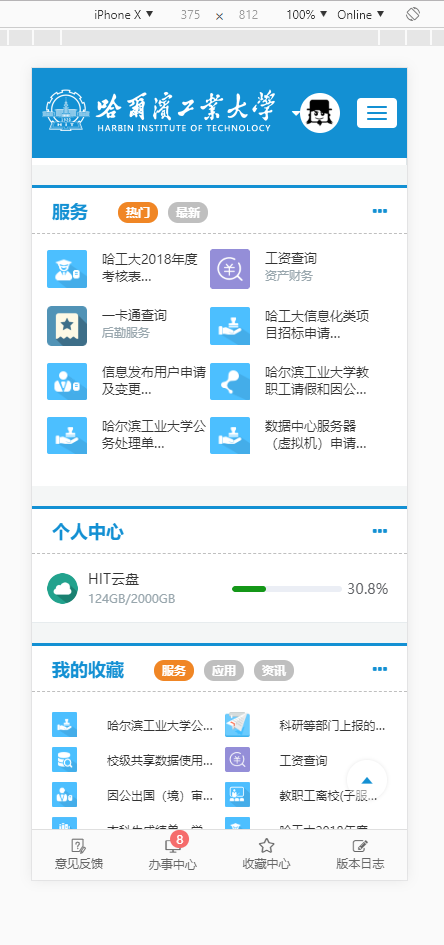 iPhone X ▼ 375 × 812 100% ▼ Online ▼
哈爾濱工業大學
HARBIN INSTITUTE OF TECHNOLOGY
服务 热门 最新
哈工大2018年度
考核表...
工资查询
资产财务
一卡通查询
后勤服务
哈工大信息化类项
目招标申请...
信息发布用户申请
及变更...
哈尔滨工业大学教
职工请假和因公...
哈尔滨工业大学公
务处理单...
数据中心服务器
（虚拟机）申请...
个人中心
HIT云盘
124GB/2000GB
30.8%
我的收藏 服务 应用 资讯
哈尔滨工业大学公...
科研等部门上报的...
校级共享数据使用...
工资查询
因公出国（境）审...
教职工离校(子服...
哈工大2018年度
8
意见反馈 办事中心 收藏中心 版本日志